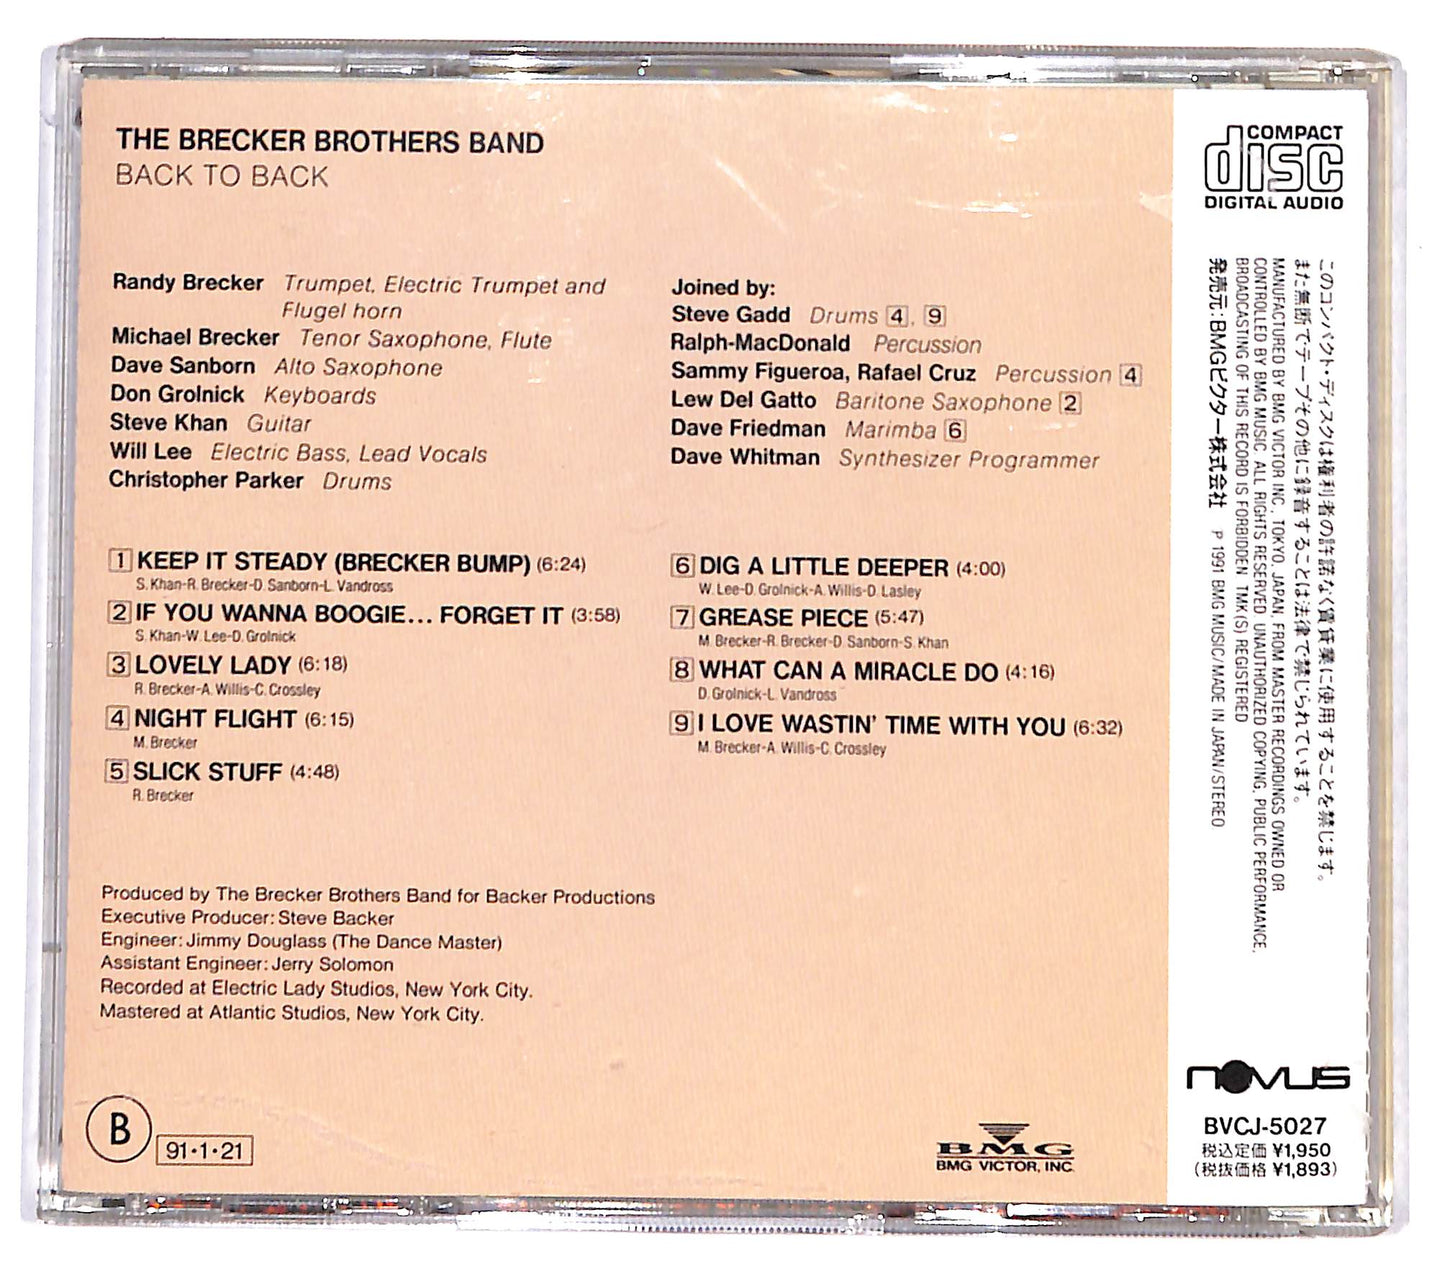 THE BRECKER BROTHERS BAND
BACK TO BACK
Randy Brecker Trumpet, Electric Trumpet and
Flugel horn
Michael Brecker Tenor Saxophone, Flute
Dave Sanborn Alto Saxophone
Don Grolnick Keyboards
Steve Khan Guitar
Will Lee Electric Bass, Lead Vocals
Christopher Parker Drums
Joined by:
Steve Gadd Drums 4, 9
Ralph-MacDonald Percussion
Sammy Figueroa, Rafael Cruz Percussion 4
Lew Del Gatto Baritone Saxophone 2
Dave Friedman Marimba 6
Dave Whitman Synthesizer Programmer
1 KEEP IT STEADY (BRECKER BUMP) (6:24)
S. Khan-R. Brecker-D. Sanborn-L. Vandross
2 IF YOU WANNA BOOGIE... FORGET IT (3:58)
S. Khan-W. Lee-D. Grolnick
3 LOVELY LADY (6:18)
R. Brecker-A. Willis-C. Crossley
4 NIGHT FLIGHT (6:15)
M. Brecker
5 SLICK STUFF (4:48)
R. Brecker
6 DIG A LITTLE DEEPER (4:00)
W. Lee-D. Grolnick-A. Willis-D. Lasley
7 GREASE PIECE (5:47)
M. Brecker-R. Brecker-D. Sanborn-S. Khan
8 WHAT CAN A MIRACLE DO (4:16)
D. Grolnick-L. Vandross
9 I LOVE WASTIN' TIME WITH YOU (6:32)
M. Brecker-A. Willis-C. Crossley
Produced by The Brecker Brothers Band for Backer Productions
Executive Producer: Steve Backer
Engineer: Jimmy Douglass (The Dance Master)
Assistant Engineer: Jerry Solomon
Recorded at Electric Lady Studios, New York City.
Mastered at Atlantic Studios, New York City.
B
91・1・21
BMG
BMG VICTOR, INC.
COMPACT
disc
DIGITAL AUDIO
このコンパクト・ディスクは権利者の許諾なく賃貸業に使用することを禁じます。
また無断でテープその他に録音することは法律で禁じられています。
MANUFACTURED BY BMG VICTOR INC., TOKYO, JAPAN, FROM MASTER RECORDINGS OWNED OR
CONTROLLED BY BMG MUSIC. ALL RIGHTS RESERVED. UNAUTHORIZED COPYING, PUBLIC PERFORMANCE,
BROADCASTING OF THIS RECORD IS FORBIDDEN. TMK(S) REGISTERED
発売元:BMGビクター株式会社 P 1991 BMG MUSIC/MADE IN JAPAN/STEREO
NOVUS
BVCJ-5027
税込定価 ¥1,950
(税抜価格 ¥1,893)